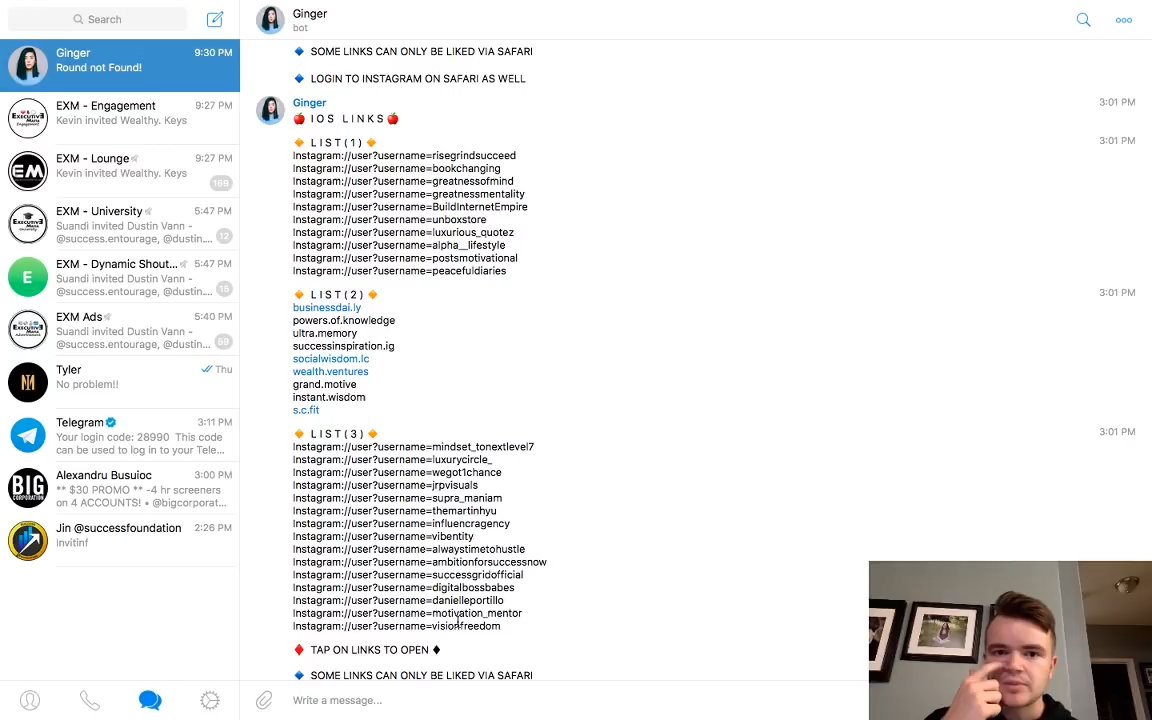 Search
Ginger
9:30 PM
Round not Found!
EXM - Engagement
9:27 PM
Kevin invited Wealthy. Keys
EXM - Lounge
9:27 PM
Kevin invited Wealthy. Keys
169
EXM - University
5:47 PM
Suandi invited Dustin Vann -
@success.entourage, @dustin....
12
EXM - Dynamic Shout...
5:47 PM
Suandi invited Dustin Vann -
@success.entourage, @dustin....
15
E
EXM Ads
5:40 PM
Suandi invited Dustin Vann -
@success.entourage, @dustin....
Tyler
Thu
No problem!!
Telegram
3:11 PM
Your login code: 28990 This code
can be used to log in to your Tele...
Alexandru Busuioc
3:00 PM
** $30 PROMO ** -4 hr screeners
on 4 ACCOUNTS! • @bigcorporat...
BIG
Jin @successfoundation
2:26 PM
Invitinf
Ginger
bot
SOME LINKS CAN ONLY BE LIKED VIA SAFARI
LOGIN TO INSTAGRAM ON SAFARI AS WELL
Ginger
3:01 PM
I O S L I N K S
L I S T ( 1 )
3:01 PM
Instagram://user?username=risegrindsucceed
Instagram://user?username=bookchanging
Instagram://user?username=greatnessofmind
Instagram://user?username=greatnessmentality
Instagram://user?username=BuildInternetEmpire
Instagram://user?username=unboxstore
Instagram://user?username=luxurious_quotez
Instagram://user?username=alpha__lifestyle
Instagram://user?username=postsmotivational
Instagram://user?username=peacefuldiaries
L I S T ( 2 )
3:01 PM
businessdai.ly
powers.of.knowledge
ultra.memory
successinspiration.ig
socialwisdom.lc
wealth.ventures
grand.motive
instant.wisdom
s.c.fit
L I S T ( 3 )
3:01 PM
Instagram://user?username=mindset_tonextlevel7
Instagram://user?username=luxurycircle_
Instagram://user?username=wegot1chance
Instagram://user?username=jrpvisuals
Instagram://user?username=supra_maniam
Instagram://user?username=themartinhyu
Instagram://user?username=influencragency
Instagram://user?username=vibentity
Instagram://user?username=alwaystimetohustle
Instagram://user?username=ambitionforsuccessnow
Instagram://user?username=successgridofficial
Instagram://user?username=digitalbossbabes
Instagram://user?username=danielleportillo
Instagram://user?username=motivation_mentor
Instagram://user?username=visionfreedom
TAP ON LINKS TO OPEN
SOME LINKS CAN ONLY BE LIKED VIA SAFARI
Write a message...